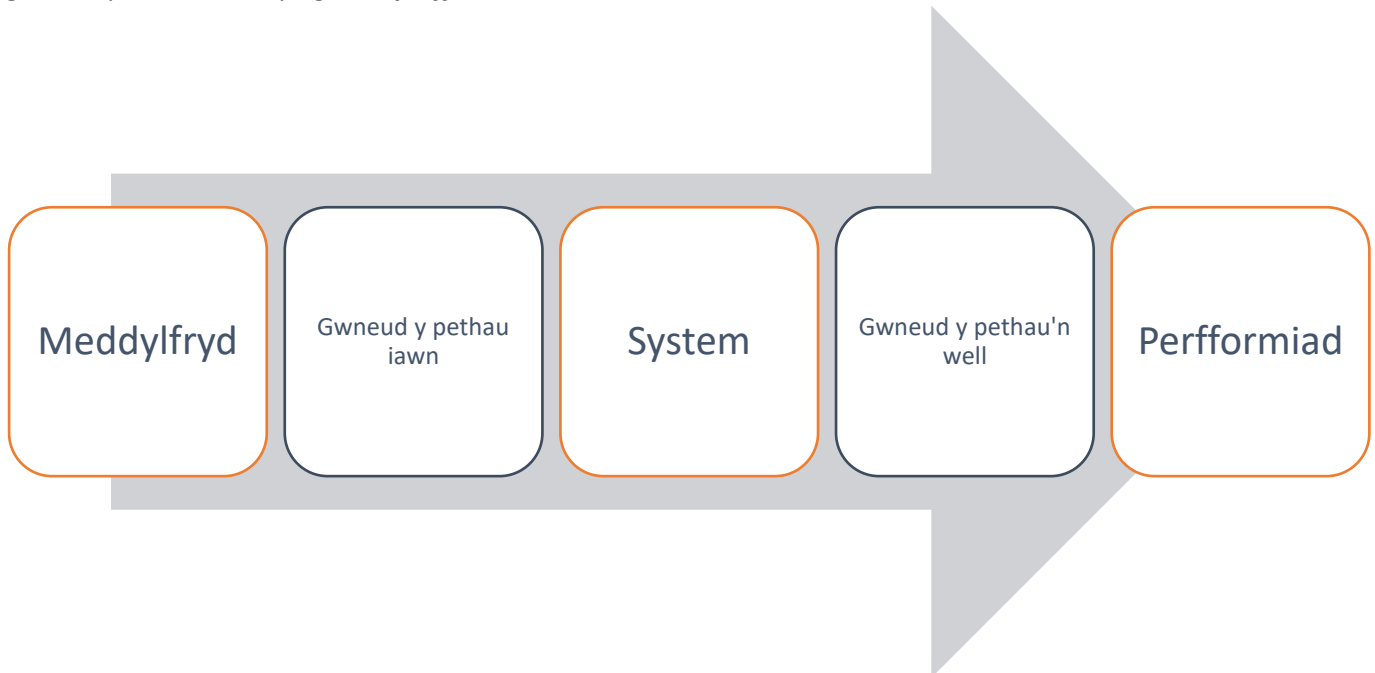 Meddylfryd
Gwneud y pethau
iawn
System
Gwneud y pethau'n
well
Perfformiad